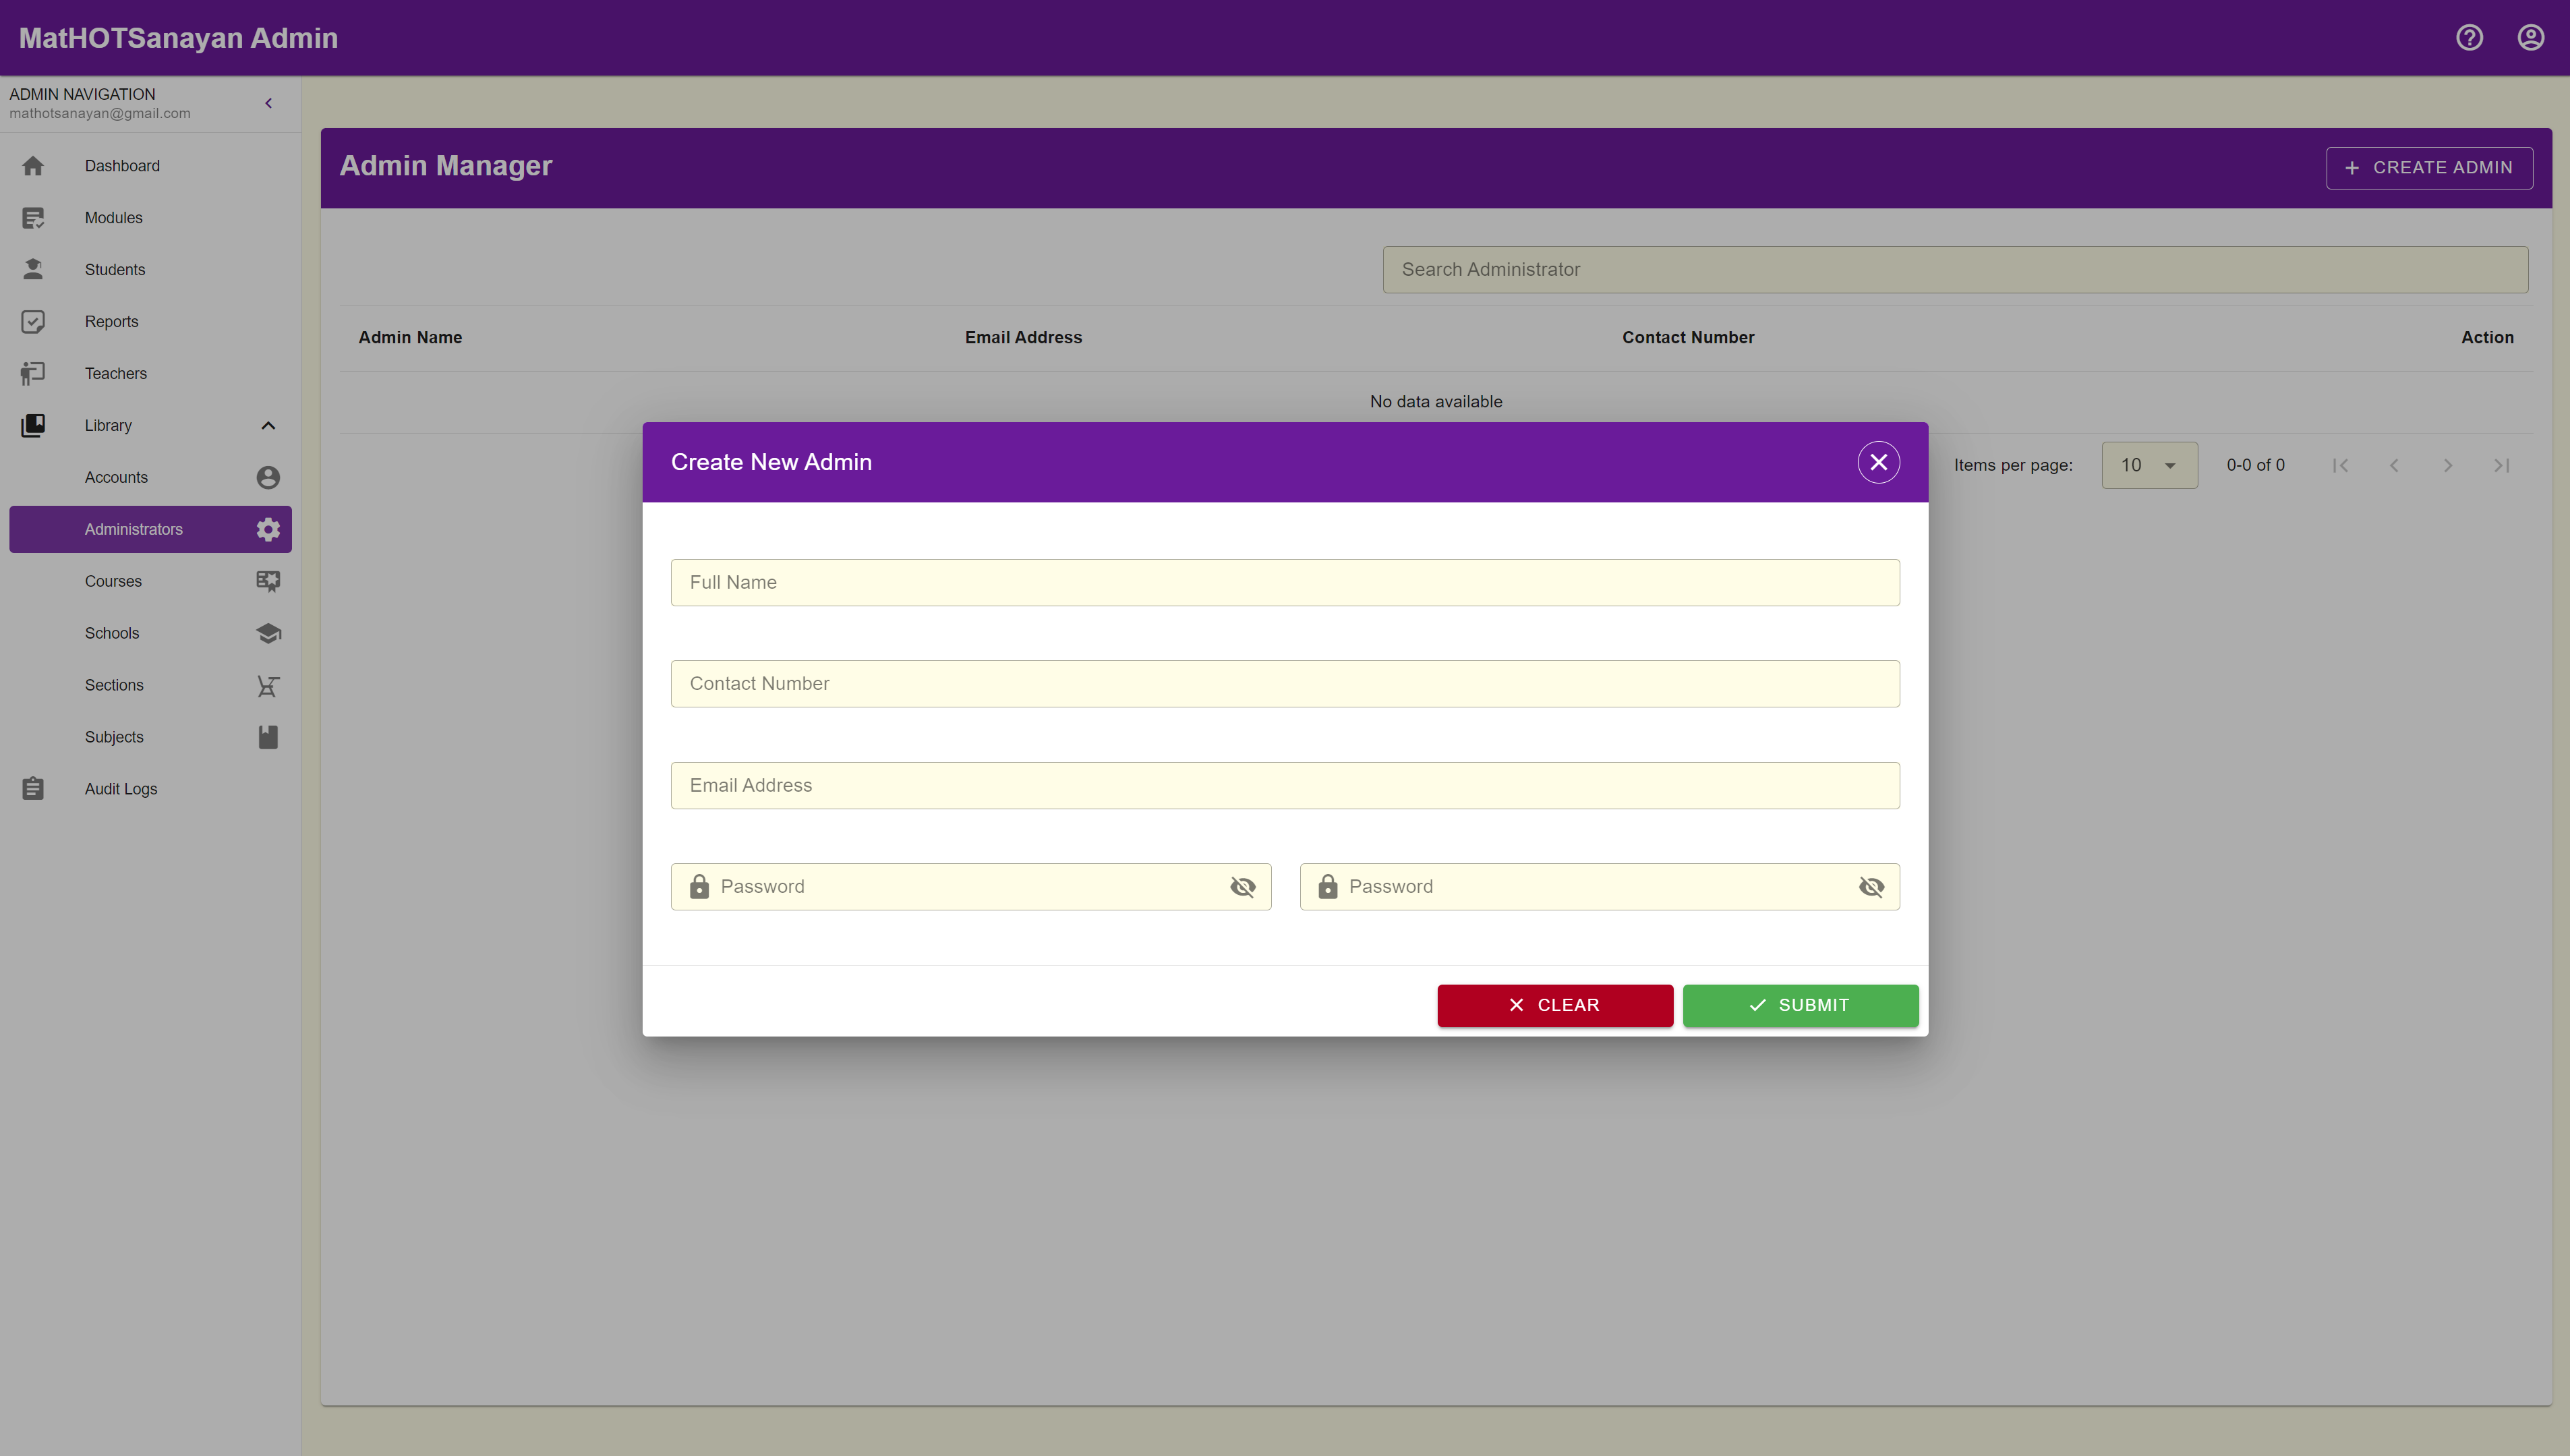 MatHOTSanayan Admin
ADMIN NAVIGATION
mathotsanayan@gmail.com
Dashboard
Modules
Students
Reports
Teachers
Library
Accounts
Administrators
Courses
Schools
Sections
Subjects
Audit Logs
Admin Manager
CREATE ADMIN
Search Administrator
Admin Name Email Address Contact Number Action
No data available
Items per page: 10 0-0 of 0
Create New Admin
Full Name
Contact Number
Email Address
Password Password
CLEAR SUBMIT